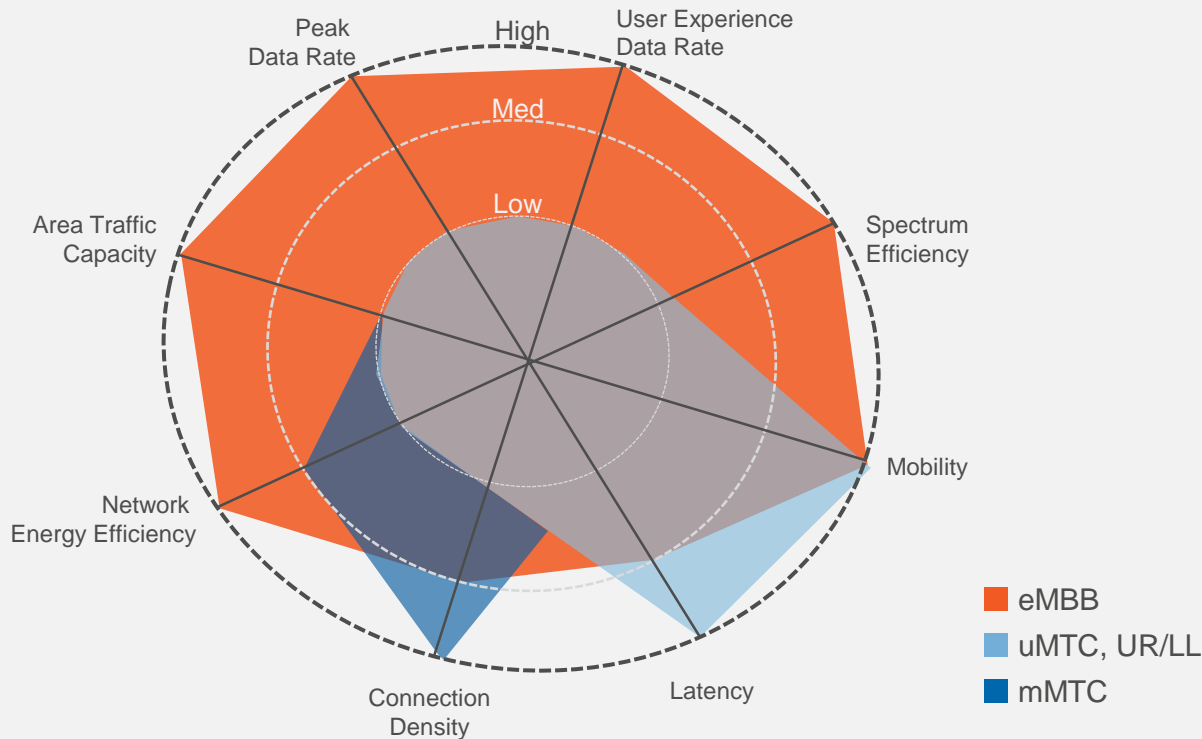 Peak
Data Rate
High
User Experience
Data Rate
Med
Low
Area Traffic
Capacity
Spectrum
Efficiency
Mobility
Network
Energy Efficiency
Connection
Density
Latency
eMBB
uMTC, UR/LL
mMTC